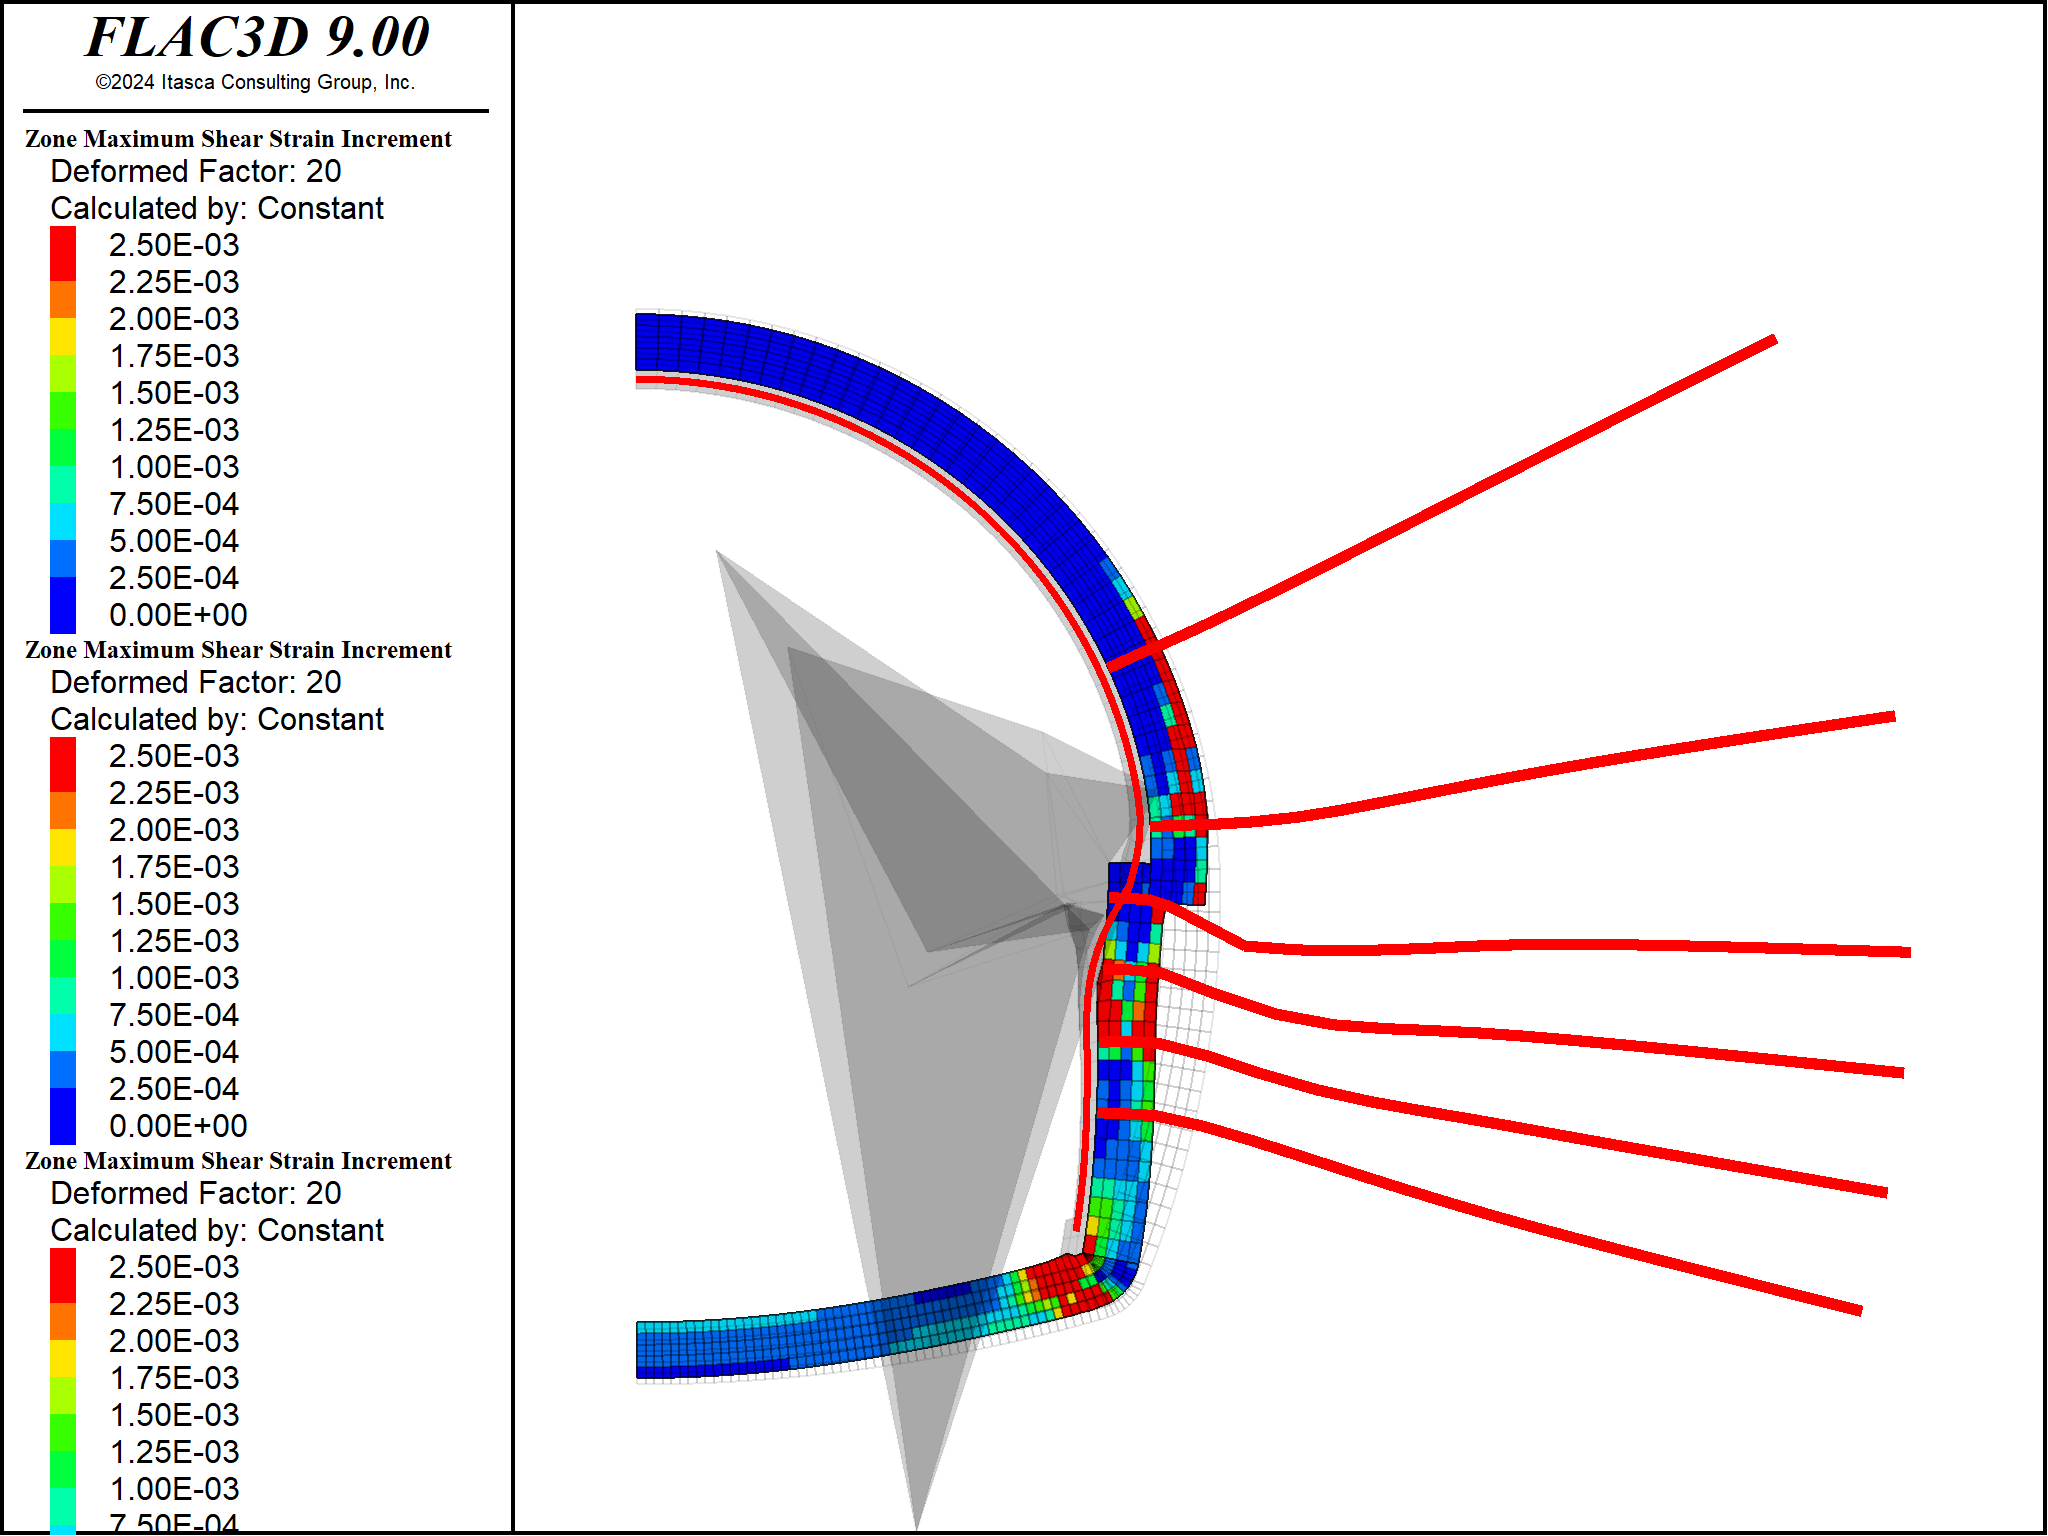 FLAC3D 9.00
©2024 Itasca Consulting Group, Inc.
Zone Maximum Shear Strain Increment
Deformed Factor: 20
Calculated by: Constant
2.50E-03
2.25E-03
2.00E-03
1.75E-03
1.50E-03
1.25E-03
1.00E-03
7.50E-04
5.00E-04
2.50E-04
0.00E+00
Zone Maximum Shear Strain Increment
Deformed Factor: 20
Calculated by: Constant
2.50E-03
2.25E-03
2.00E-03
1.75E-03
1.50E-03
1.25E-03
1.00E-03
7.50E-04
5.00E-04
2.50E-04
0.00E+00
Zone Maximum Shear Strain Increment
Deformed Factor: 20
Calculated by: Constant
2.50E-03
2.25E-03
2.00E-03
1.75E-03
1.50E-03
1.25E-03
1.00E-03
7.50E-04